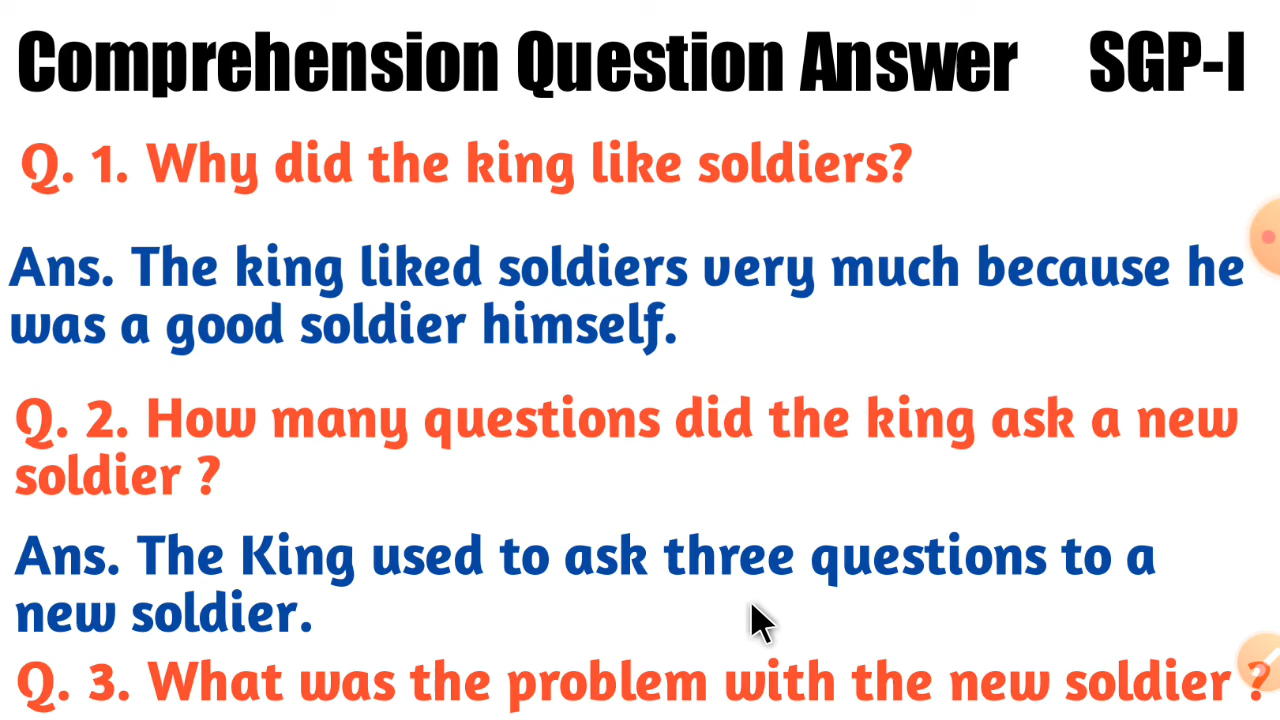 Comprehension Question Answer SGP-I
Q. 1. Why did the king like soldiers?
Ans. The king liked soldiers very much because he
was a good soldier himself.
Q. 2. How many questions did the king ask a new
soldier ?
Ans. The King used to ask three questions to a
new soldier.
Q. 3. What was the problem with the new soldier ?